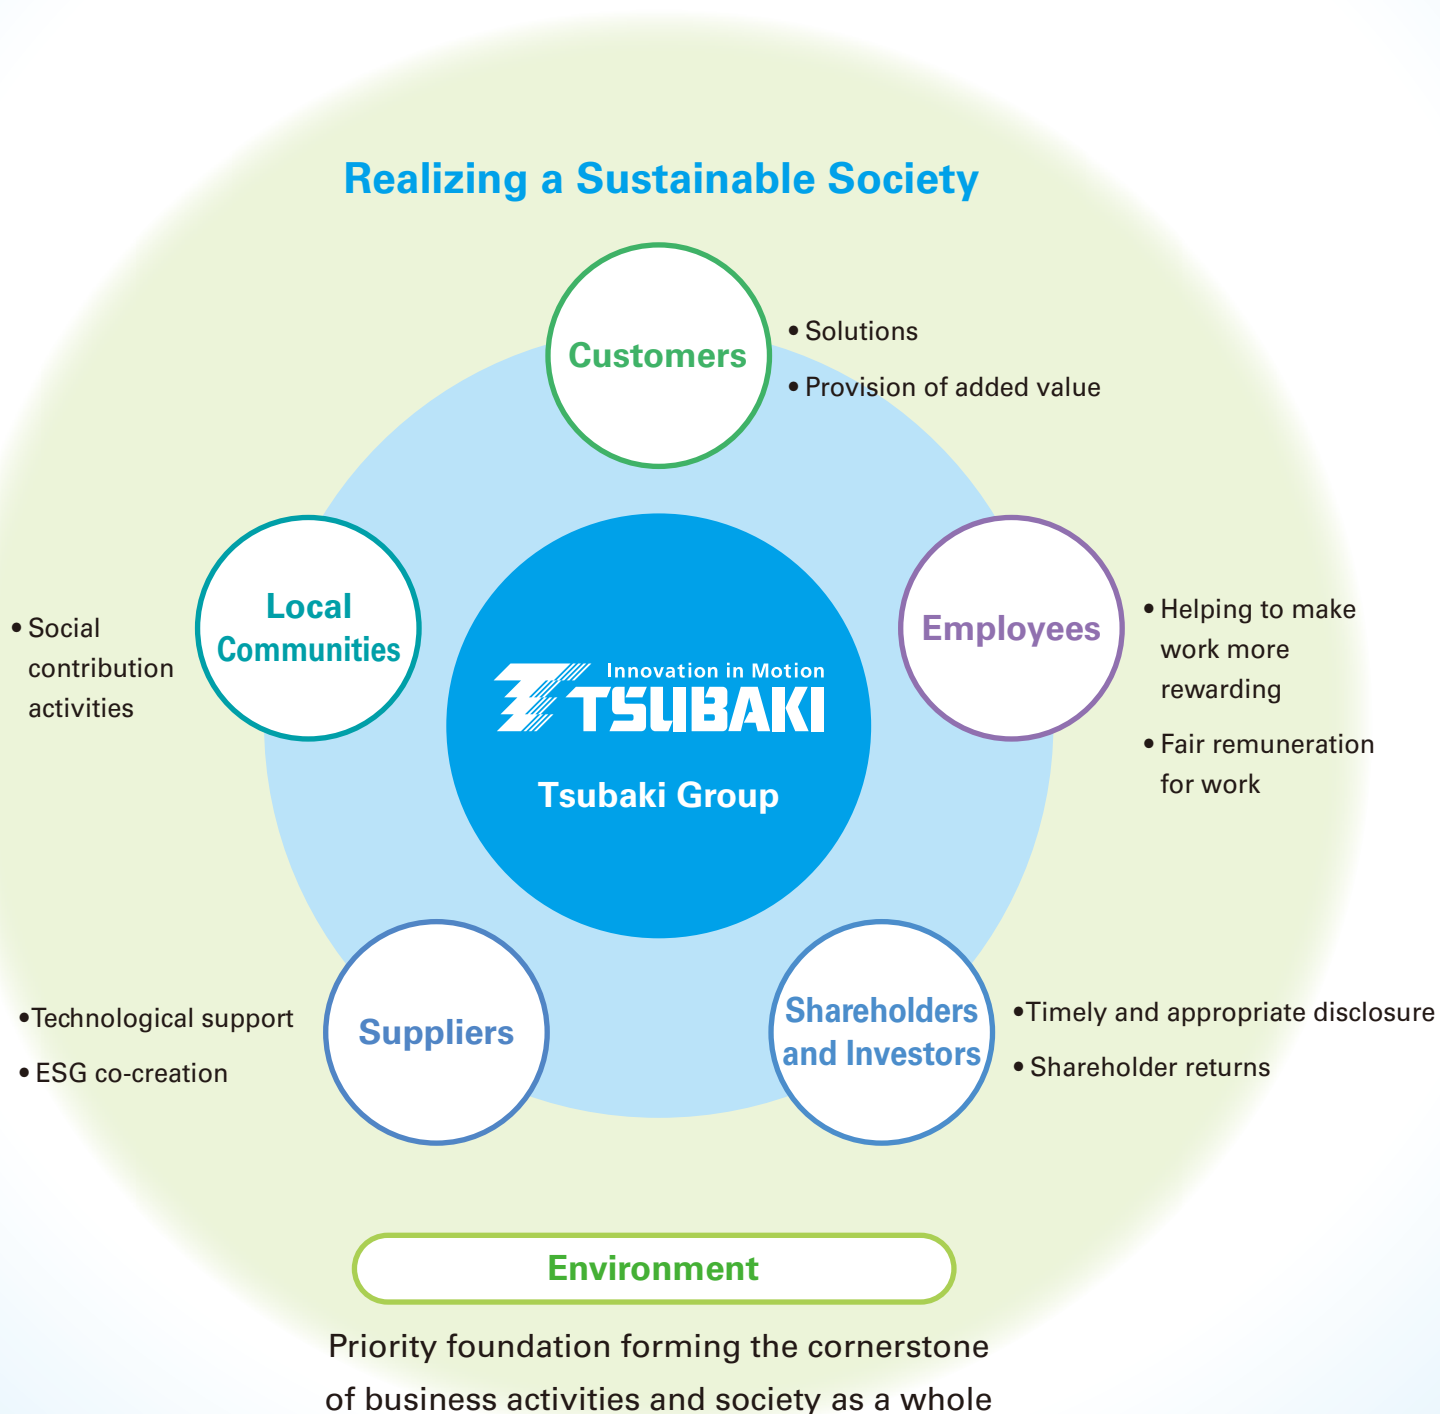 Realizing a Sustainable Society
Customers
• Solutions
• Provision of added value
Local
Communities
• Social
contribution
activities
Innovation in Motion
TSUBAKI
Tsubaki Group
Employees
• Helping to make
work more
rewarding
• Fair remuneration
for work
Suppliers
•Technological support
• ESG co-creation
Shareholders
and Investors
•Timely and appropriate disclosure
• Shareholder returns
Environment
Priority foundation forming the cornerstone
of business activities and society as a whole